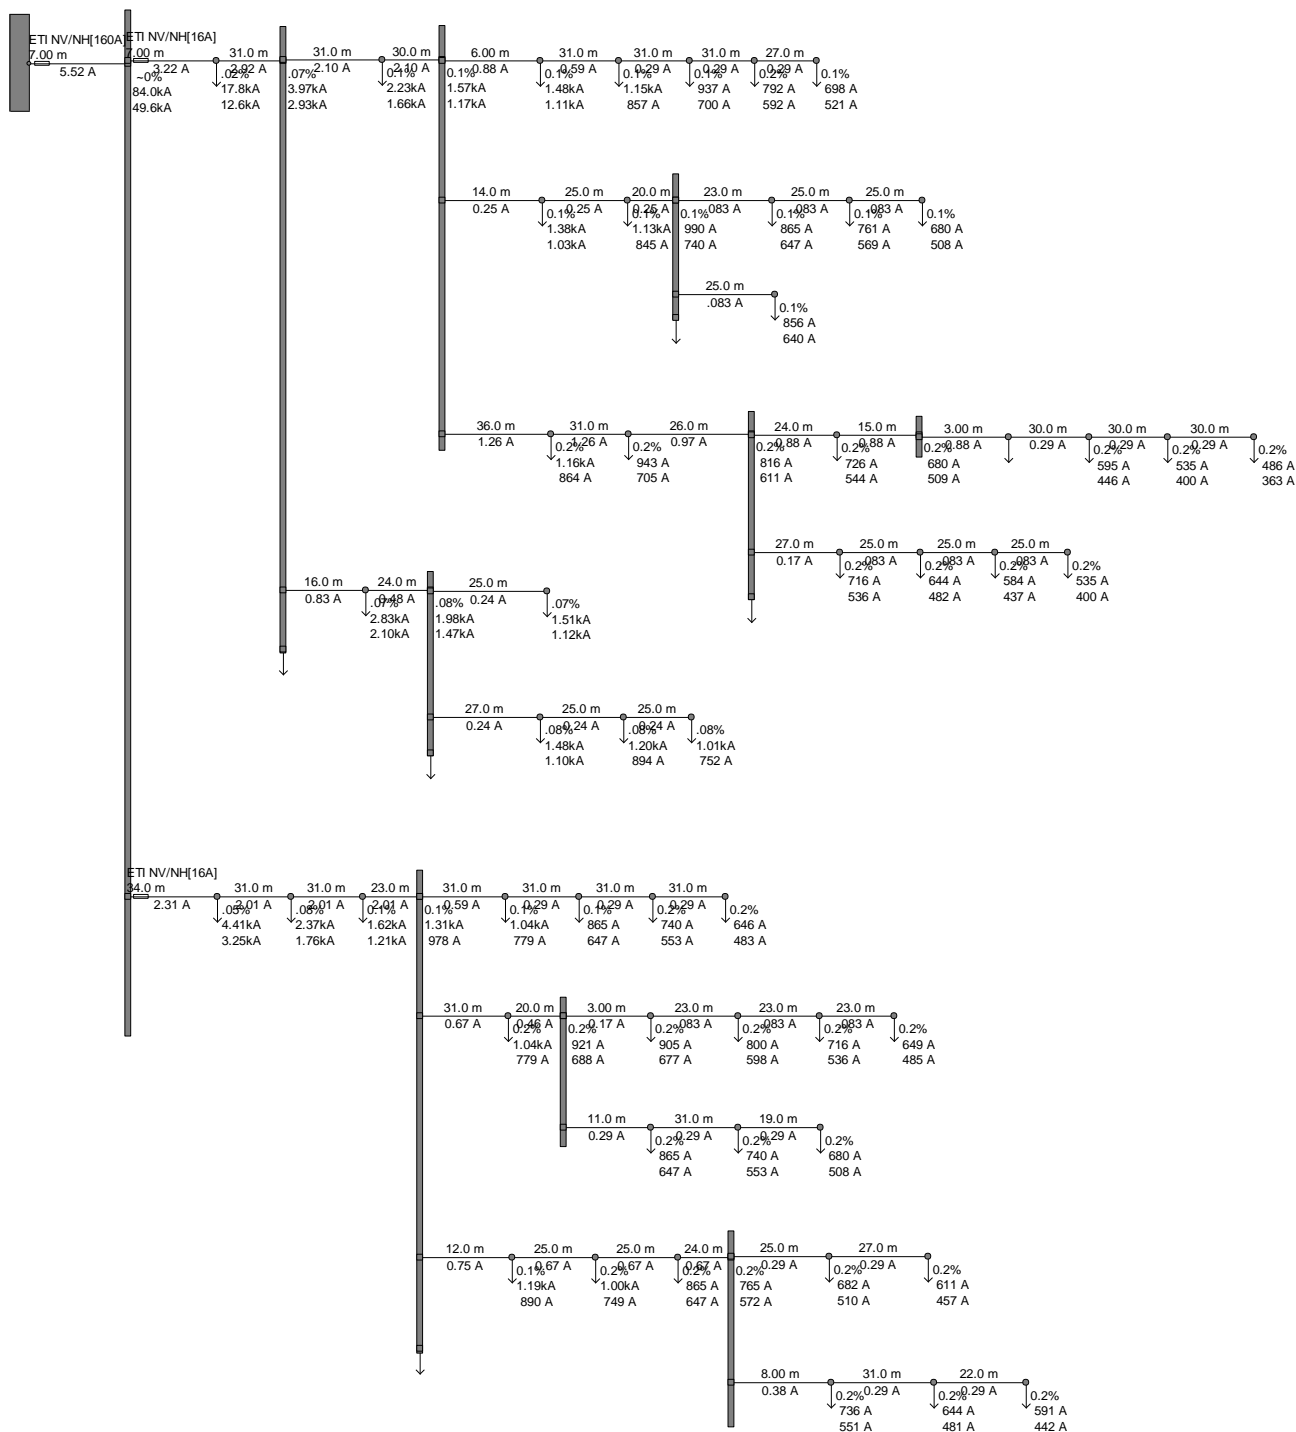 ETI NV/NH[160A]
ETI NV/NH[16A]
7.00 m
7.00 m
31.0 m
31.0 m
30.0 m
6.00 m
31.0 m
31.0 m
31.0 m
27.0 m
5.52 A
3.22 A
2.92 A
2.10 A
2.10 A
0.88 A
0.59 A
0.29 A
0.29 A
0.29 A
~0%
.02%
.07%
0.1%
0.1%
0.1%
0.1%
0.1%
0.2%
0.1%
84.0kA
17.8kA
3.97kA
2.23kA
1.57kA
1.48kA
1.15kA
937 A
792 A
698 A
49.6kA
12.6kA
2.93kA
1.66kA
1.17kA
1.11kA
857 A
700 A
592 A
521 A
14.0 m
25.0 m
20.0 m
23.0 m
25.0 m
25.0 m
0.25 A
0.25 A
0.25 A
.083 A
.083 A
.083 A
0.1%
0.1%
0.1%
0.1%
0.1%
0.1%
1.38kA
1.13kA
990 A
865 A
761 A
680 A
1.03kA
845 A
740 A
647 A
569 A
508 A
25.0 m
.083 A
0.1%
856 A
640 A
36.0 m
31.0 m
26.0 m
24.0 m
15.0 m
3.00 m
30.0 m
30.0 m
30.0 m
1.26 A
1.26 A
0.97 A
0.88 A
0.88 A
0.88 A
0.29 A
0.29 A
0.29 A
0.2%
0.2%
0.2%
0.2%
0.2%
0.2%
0.2%
0.2%
1.16kA
943 A
816 A
726 A
680 A
595 A
535 A
486 A
864 A
705 A
611 A
544 A
509 A
446 A
400 A
363 A
27.0 m
25.0 m
25.0 m
25.0 m
0.17 A
.083 A
.083 A
.083 A
0.2%
0.2%
0.2%
0.2%
716 A
644 A
584 A
535 A
536 A
482 A
437 A
400 A
16.0 m
24.0 m
25.0 m
0.83 A
0.48 A
0.24 A
.07%
.08%
.07%
2.83kA
1.98kA
1.51kA
2.10kA
1.47kA
1.12kA
27.0 m
25.0 m
25.0 m
0.24 A
0.24 A
0.24 A
.08%
.08%
.08%
1.48kA
1.20kA
1.01kA
1.10kA
894 A
752 A
ETI NV/NH[16A]
34.0 m
31.0 m
31.0 m
23.0 m
31.0 m
31.0 m
31.0 m
31.0 m
2.31 A
2.01 A
2.01 A
2.01 A
0.59 A
0.29 A
0.29 A
0.29 A
.05%
.08%
0.1%
0.1%
0.1%
0.1%
0.2%
0.2%
4.41kA
2.37kA
1.62kA
1.31kA
1.04kA
865 A
740 A
646 A
3.25kA
1.76kA
1.21kA
978 A
779 A
647 A
553 A
483 A
31.0 m
20.0 m
3.00 m
23.0 m
23.0 m
23.0 m
0.67 A
0.46 A
0.17 A
.083 A
.083 A
.083 A
0.2%
0.2%
0.2%
0.2%
0.2%
0.2%
1.04kA
921 A
905 A
800 A
716 A
649 A
779 A
688 A
677 A
598 A
536 A
485 A
11.0 m
31.0 m
19.0 m
0.29 A
0.29 A
0.29 A
0.2%
0.2%
0.2%
865 A
740 A
680 A
647 A
553 A
508 A
12.0 m
25.0 m
25.0 m
24.0 m
25.0 m
27.0 m
0.75 A
0.67 A
0.67 A
0.67 A
0.29 A
0.29 A
0.1%
0.2%
0.2%
0.2%
0.2%
0.2%
1.19kA
1.00kA
865 A
765 A
682 A
611 A
890 A
749 A
647 A
572 A
510 A
457 A
8.00 m
31.0 m
22.0 m
0.38 A
0.29 A
0.29 A
0.2%
0.2%
0.2%
736 A
644 A
591 A
551 A
481 A
442 A